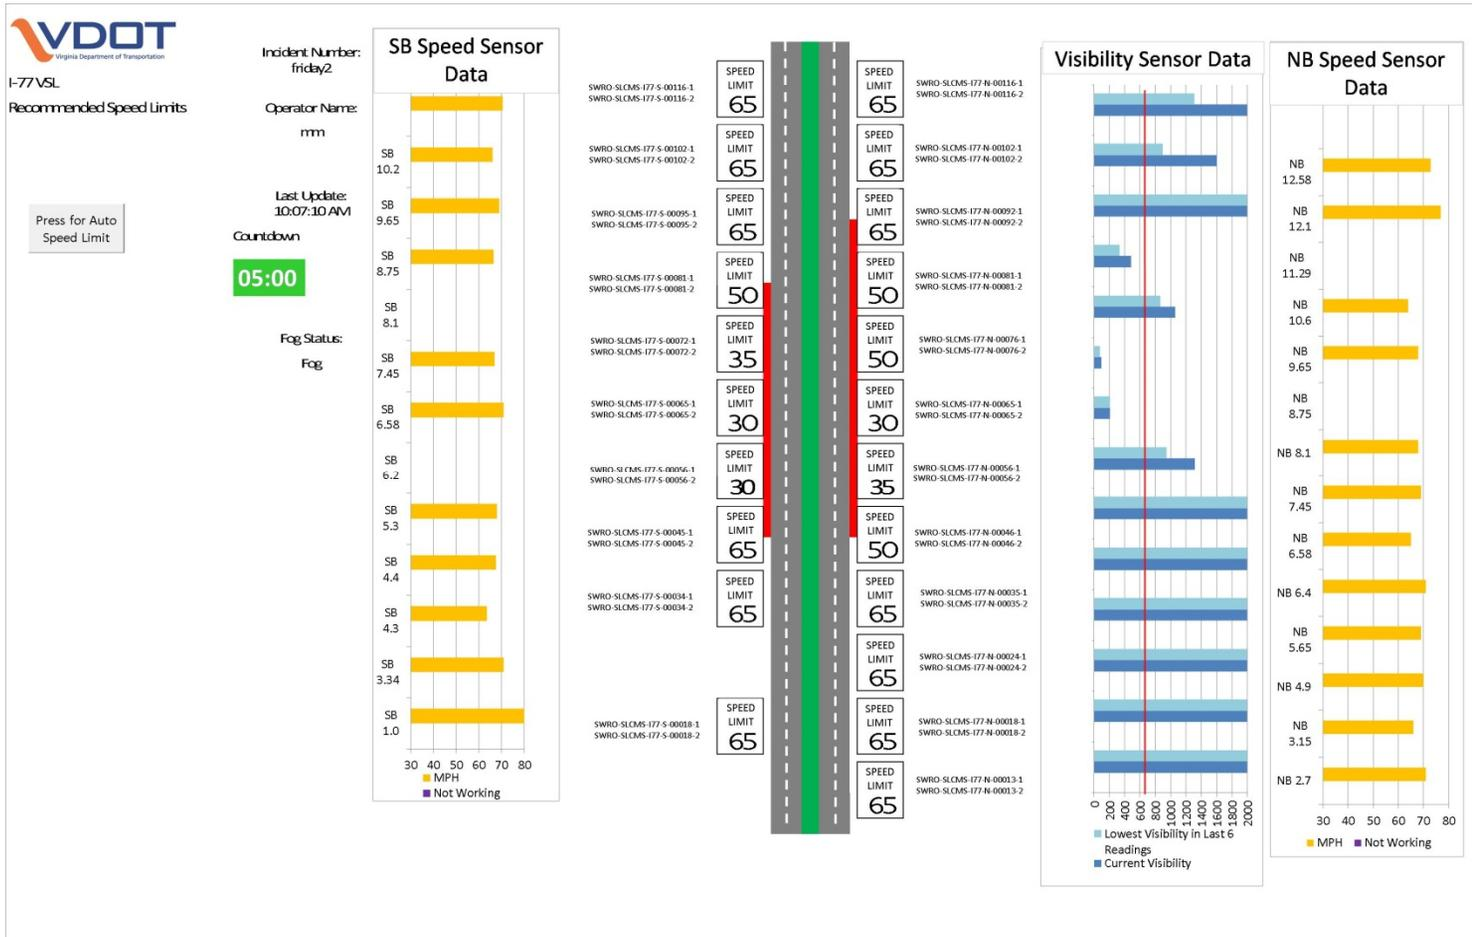 VDOT
Virginia Department of Transportation
I-77 VSL
Recommended Speed Limits
Press for Auto
Speed Limit
Incident Number:
friday2
Operator Name:
mm
Last Update:
10:07:10 AM
Countdown
05:00
Fog Status:
Fog
SB Speed Sensor
Data
SB
10.2
SB
9.65
SB
8.75
SB
8.1
SB
7.45
SB
6.58
SB
6.2
SB
5.3
SB
4.4
SB
4.3
SB
3.34
SB
1.0
30 40 50 60 70 80
MPH
Not Working
SWRO-SLCMS-I77-S-00116-1
SWRO-SLCMS-I77-S-00116-2
SWRO-SLCMS-I77-S-00102-1
SWRO-SLCMS-I77-S-00102-2
SWRO-SLCMS-I77-S-00095-1
SWRO-SLCMS-I77-S-00095-2
SWRO-SLCMS-I77-S-00081-1
SWRO-SLCMS-I77-S-00081-2
SWRO-SLCMS-I77-S-00072-1
SWRO-SLCMS-I77-S-00072-2
SWRO-SLCMS-I77-S-00065-1
SWRO-SLCMS-I77-S-00065-2
SWRO-SLCMS-I77-S-00056-1
SWRO-SLCMS-I77-S-00056-2
SWRO-SLCMS-I77-S-00045-1
SWRO-SLCMS-I77-S-00045-2
SWRO-SLCMS-I77-S-00034-1
SWRO-SLCMS-I77-S-00034-2
SWRO-SLCMS-I77-S-00018-1
SWRO-SLCMS-I77-S-00018-2
SPEED
LIMIT
65
SPEED
LIMIT
65
SPEED
LIMIT
65
SPEED
LIMIT
50
SPEED
LIMIT
35
SPEED
LIMIT
30
SPEED
LIMIT
30
SPEED
LIMIT
65
SPEED
LIMIT
65
SPEED
LIMIT
65
SPEED
LIMIT
65
SPEED
LIMIT
65
SPEED
LIMIT
65
SPEED
LIMIT
50
SPEED
LIMIT
50
SPEED
LIMIT
30
SPEED
LIMIT
35
SPEED
LIMIT
50
SPEED
LIMIT
65
SPEED
LIMIT
65
SPEED
LIMIT
65
SPEED
LIMIT
65
SWRO-SLCMS-I77-N-00116-1
SWRO-SLCMS-I77-N-00116-2
SWRO-SLCMS-I77-N-00102-1
SWRO-SLCMS-I77-N-00102-2
SWRO-SLCMS-I77-N-00092-1
SWRO-SLCMS-I77-N-00092-2
SWRO-SLCMS-I77-N-00081-1
SWRO-SLCMS-I77-N-00081-2
SWRO-SLCMS-I77-N-00076-1
SWRO-SLCMS-I77-N-00076-2
SWRO-SLCMS-I77-N-00065-1
SWRO-SLCMS-I77-N-00065-2
SWRO-SLCMS-I77-N-00056-1
SWRO-SLCMS-I77-N-00056-2
SWRO-SLCMS-I77-N-00046-1
SWRO-SLCMS-I77-N-00046-2
SWRO-SLCMS-I77-N-00035-1
SWRO-SLCMS-I77-N-00035-2
SWRO-SLCMS-I77-N-00024-1
SWRO-SLCMS-I77-N-00024-2
SWRO-SLCMS-I77-N-00018-1
SWRO-SLCMS-I77-N-00018-2
SWRO-SLCMS-I77-N-00013-1
SWRO-SLCMS-I77-N-00013-2
Visibility Sensor Data
0 200 400 600 800 1000 1200 1400 1600 1800 2000
Lowest Visibility in Last 6
Readings
Current Visibility
NB Speed Sensor
Data
NB
12.58
NB
12.1
NB
11.29
NB
10.6
NB
9.65
NB
8.75
NB 8.1
NB
7.45
NB
6.58
NB 6.4
NB
5.65
NB 4.9
NB
3.15
NB 2.7
30 40 50 60 70 80
MPH Not Working